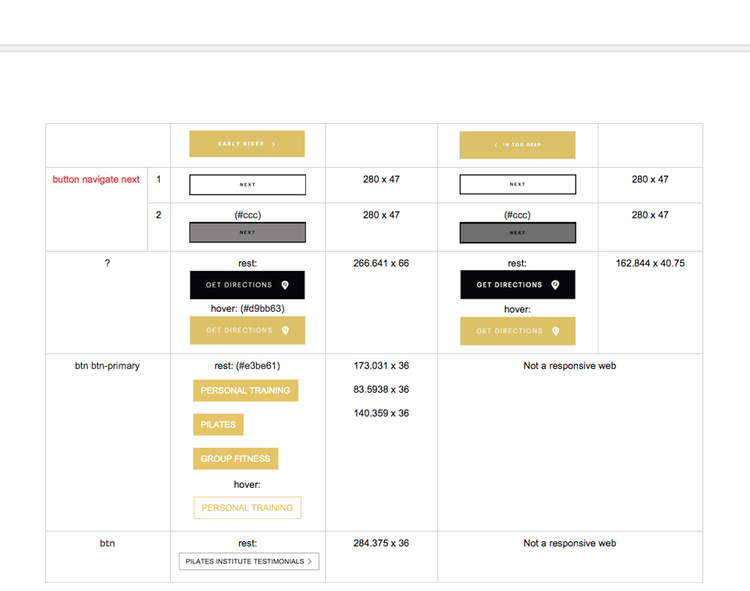 EARLY RISER >
< IN TOO DEEP
button navigate next
1
NEXT
280 x 47
NEXT
280 x 47
2
(#ccc)
NEXT
280 x 47
(#ccc)
NEXT
280 x 47
?
rest:
GET DIRECTIONS
hover: (#d9bb63)
GET DIRECTIONS
266.641 x 66
rest:
GET DIRECTIONS
hover:
GET DIRECTIONS
162.844 x 40.75
btn btn-primary
rest: (#e3be61)
PERSONAL TRAINING
PILATES
GROUP FITNESS
hover:
PERSONAL TRAINING
173.031 x 36
83.5938 x 36
140.359 x 36
Not a responsive web
btn
rest:
PILATES INSTITUTE TESTIMONIALS >
284.375 x 36
Not a responsive web